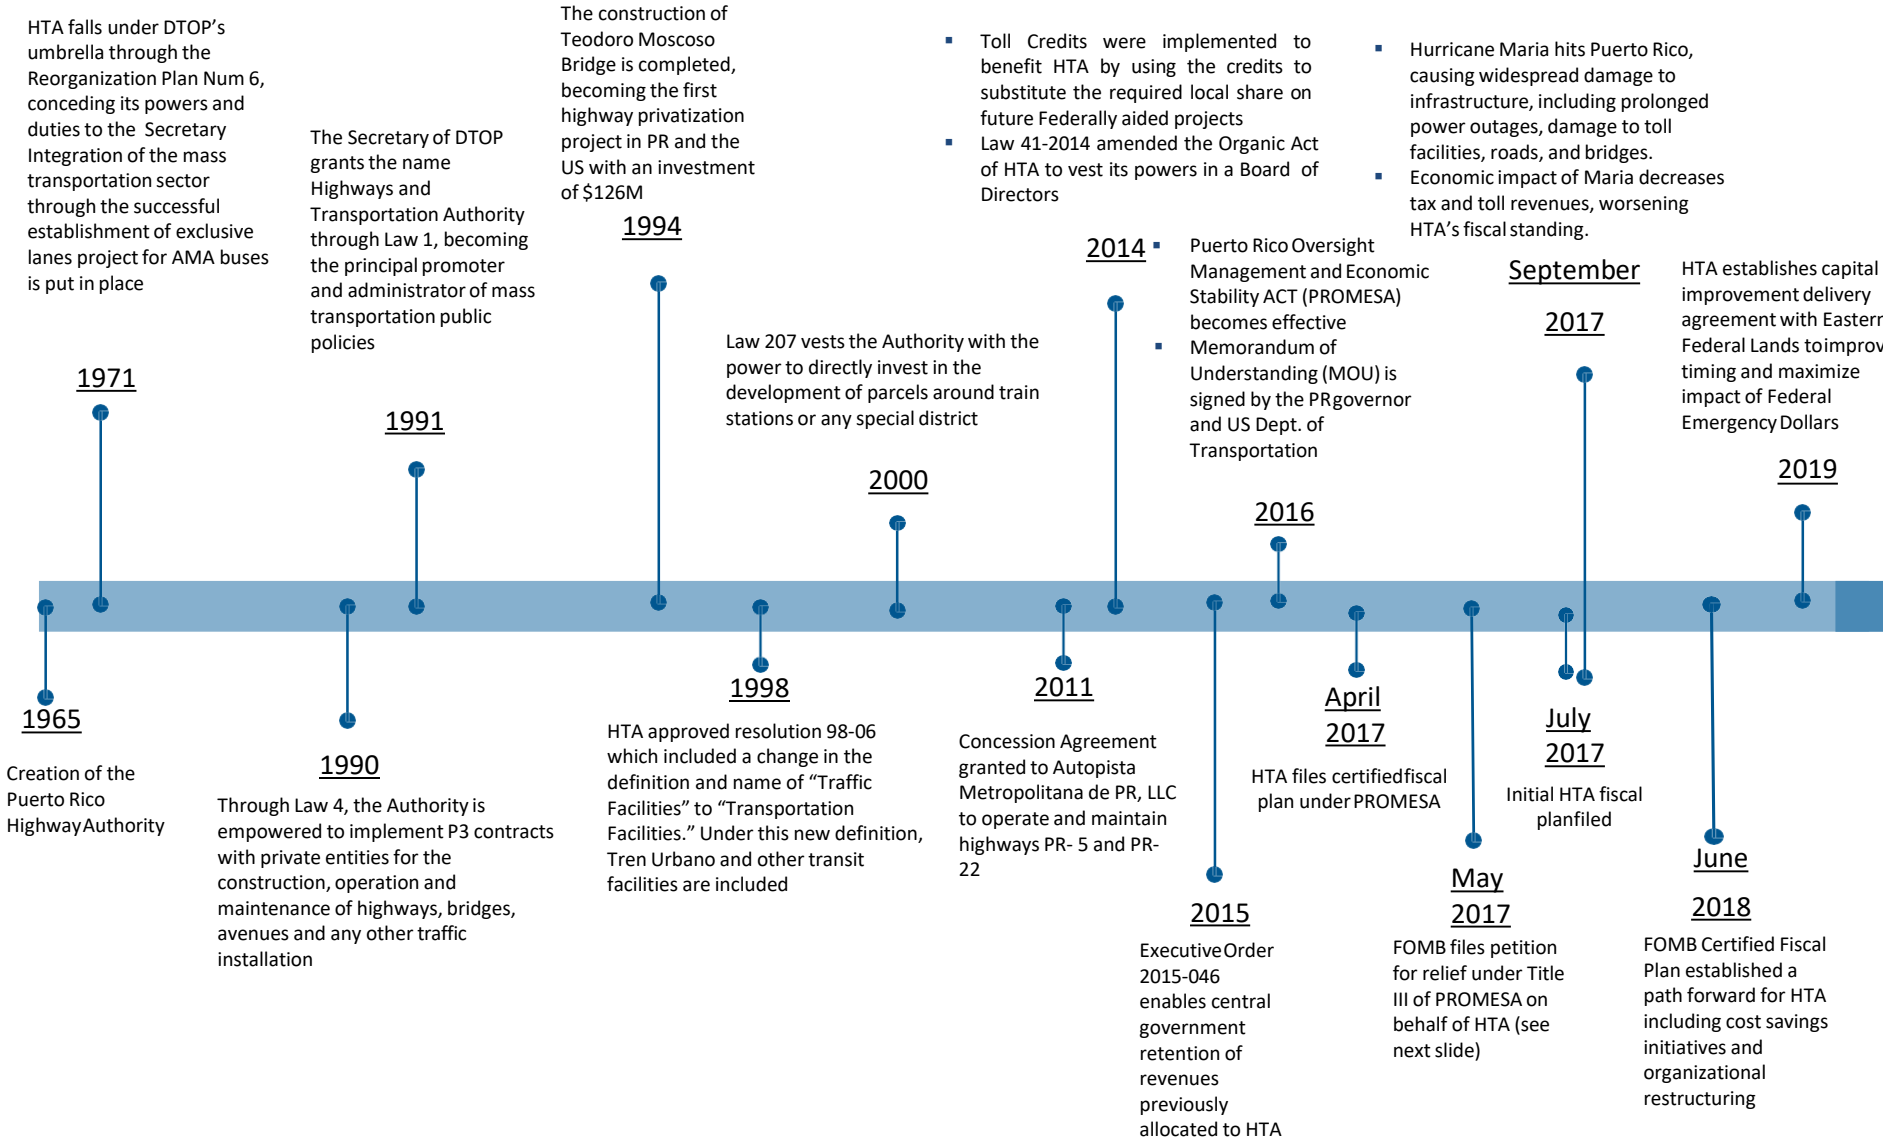 HTA falls under DTOP’s
umbrella through the
Reorganization Plan Num 6,
conceding its powers and
duties to the Secretary
Integration of the mass
transportation sector
through the successful
establishment of exclusive
lanes project for AMA buses
is put in place
1971
The Secretary of DTOP
grants the name
Highways and
Transportation Authority
through Law 1, becoming
the principal promoter
and administrator of mass
transportation public
policies
1991
The construction of
Teodoro Moscoso
Bridge is completed,
becoming the first
highway privatization
project in PR and the
US with an investment
of $126M
1994
Law 207 vests the Authority with the
power to directly invest in the
development of parcels around train
stations or any special district
2000
▪ Toll Credits were implemented to
benefit HTA by using the credits to
substitute the required local share on
future Federally aided projects
▪ Law 41-2014 amended the Organic Act
of HTA to vest its powers in a Board of
Directors
2014
▪ Puerto Rico Oversight
Management and Economic
Stability ACT (PROMESA)
becomes effective
▪ Memorandum of
Understanding (MOU) is
signed by the PR governor
and US Dept. of
Transportation
2016
▪ Hurricane Maria hits Puerto Rico,
causing widespread damage to
infrastructure, including prolonged
power outages, damage to toll
facilities, roads, and bridges.
▪ Economic impact of Maria decreases
tax and toll revenues, worsening
HTA’s fiscal standing.
September
2017
HTA establishes capital
improvement delivery
agreement with Eastern
Federal Lands to improv
timing and maximize
impact of Federal
Emergency Dollars
2019
1965
Creation of the
Puerto Rico
Highway Authority
1990
Through Law 4, the Authority is
empowered to implement P3 contracts
with private entities for the
construction, operation and
maintenance of highways, bridges,
avenues and any other traffic
installation
1998
HTA approved resolution 98-06
which included a change in the
definition and name of “Traffic
Facilities” to “Transportation
Facilities.” Under this new definition,
Tren Urbano and other transit
facilities are included
2011
Concession Agreement
granted to Autopista
Metropolitana de PR, LLC
to operate and maintain
highways PR- 5 and PR-
22
2015
Executive Order
2015-046
enables central
government
retention of
revenues
previously
allocated to HTA
April
2017
HTA files certified fiscal
plan under PROMESA
May
2017
FOMB files petition
for relief under Title
III of PROMESA on
behalf of HTA (see
next slide)
July
2017
Initial HTA fiscal
plan filed
June
2018
FOMB Certified Fiscal
Plan established a
path forward for HTA
including cost savings
initiatives and
organizational
restructuring